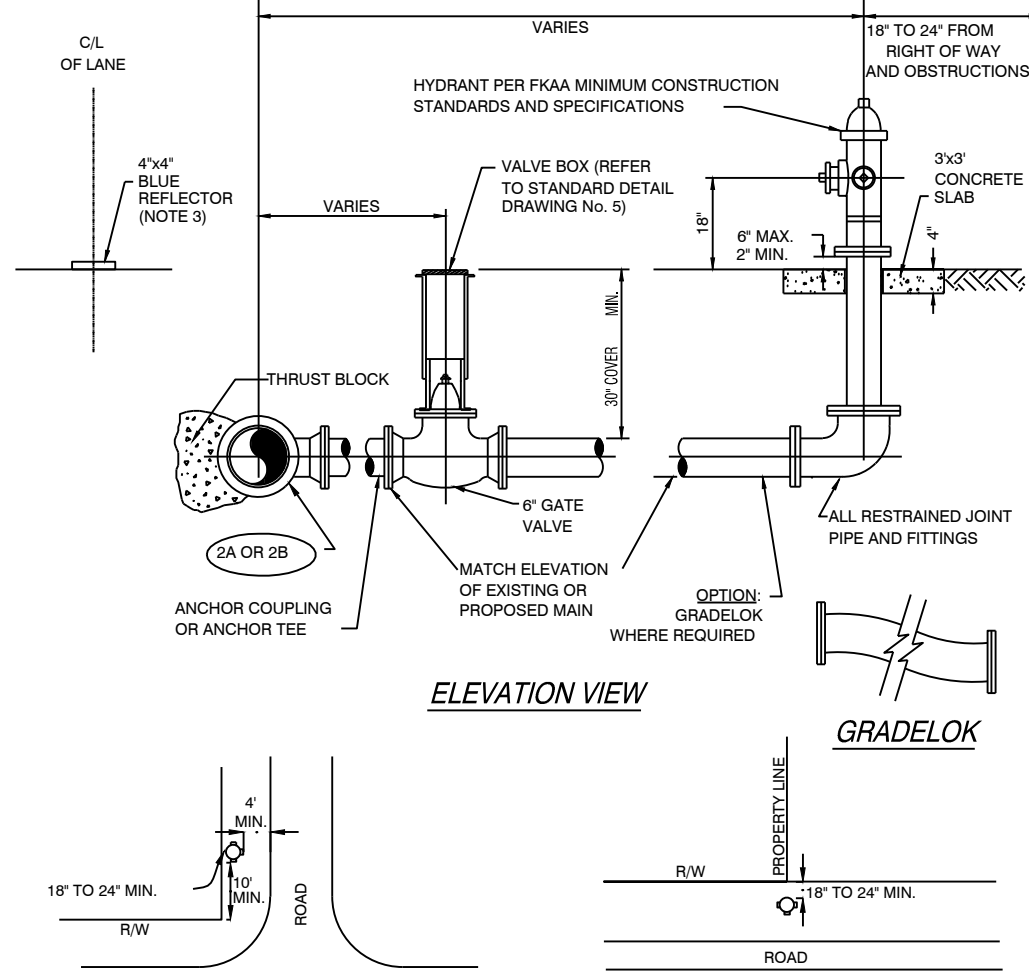 VARIES
18" TO 24" FROM
RIGHT OF WAY
AND OBSTRUCTIONS
C/L
OF LANE
HYDRANT PER FKAA MINIMUM CONSTRUCTION
STANDARDS AND SPECIFICATIONS
4"x4"
BLUE
REFLECTOR
(NOTE 3)
VARIES
VALVE BOX (REFER
TO STANDARD DETAIL
DRAWING No. 5)
3'x3'
CONCRETE
SLAB
18"
6" MAX.
2" MIN.
4"
30" COVER MIN.
THRUST BLOCK
6" GATE
VALVE
2A OR 2B
ALL RESTRAINED JOINT
PIPE AND FITTINGS
MATCH ELEVATION
OF EXISTING OR
PROPOSED MAIN
ANCHOR COUPLING
OR ANCHOR TEE
OPTION:
GRADELOK
WHERE REQUIRED
ELEVATION VIEW
GRADELOK
4'
MIN.
18" TO 24" MIN.
10'
MIN.
R/W
ROAD
PROPERTY LINE
R/W
18" TO 24" MIN.
ROAD